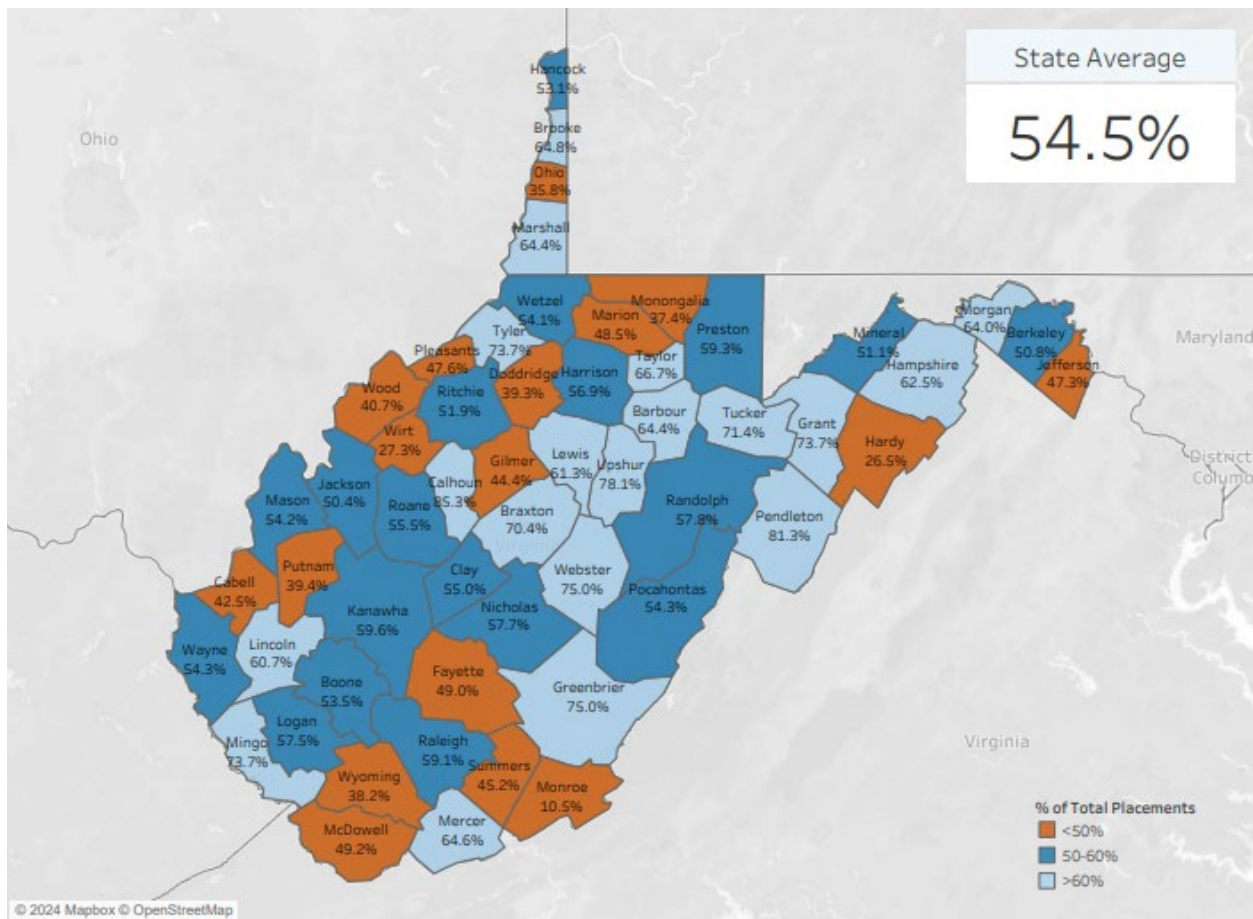 State Average
54.5%
Ohio
Hancock
53.1%
Brooke
64.8%
Ohio
35.8%
Marshall
64.4%
Wetzel
54.1%
Monongalia
37.4%
Marion
48.5%
Preston
59.3%
Tyler
73.7%
Pleasants
47.6%
Doddridge
39.3%
Harrison
56.9%
Taylor
66.7%
Mineral
51.1%
Morgan
64.0%
Berkeley
50.8%
Jefferson
47.3%
Hampshire
62.5%
Maryland
Wood
40.7%
Ritchie
51.9%
Wirt
27.3%
Barbour
64.4%
Tucker
71.4%
Grant
73.7%
Hardy
26.5%
Gilmer
44.4%
Lewis
61.3%
Upshur
78.1%
District
Columb
Jackson
50.4%
Mason
54.2%
Roane
55.5%
Calhoun
85.3%
Braxton
70.4%
Randolph
57.8%
Pendleton
81.3%
Cabell
42.5%
Putnam
39.4%
Clay
55.0%
Webster
75.0%
Pocahontas
54.3%
Kanawha
59.6%
Nicholas
57.7%
Wayne
54.3%
Lincoln
60.7%
Boone
53.5%
Fayette
49.0%
Greenbrier
75.0%
Logan
57.5%
Mingo
73.7%
Raleigh
59.1%
Summers
45.2%
Virginia
Wyoming
38.2%
Monroe
10.5%
McDowell
49.2%
Mercer
64.6%
% of Total Placements
<50%
50-60%
>60%
© 2024 Mapbox © OpenStreetMap